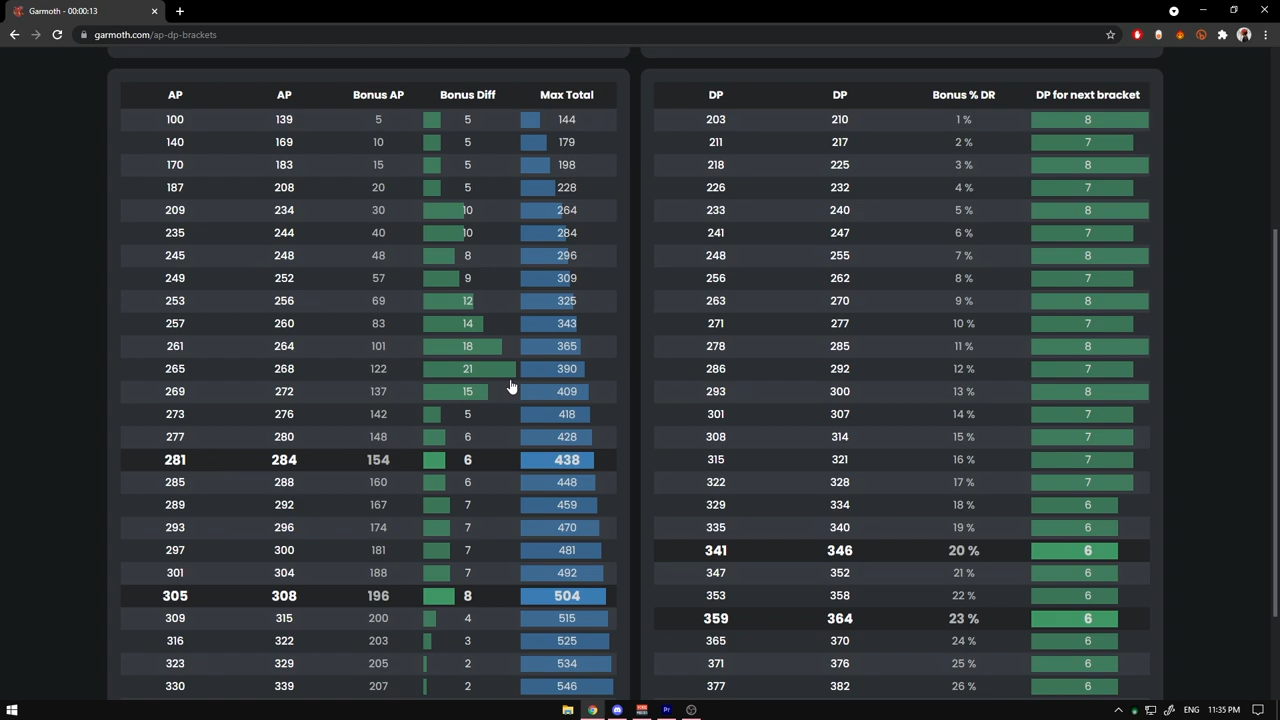 Garmoth - 00:00:13
garmoth.com/ap-dp-brackets
AP AP Bonus AP Bonus Diff Max Total
100 139 5 5 144
140 169 10 5 179
170 183 15 5 198
187 208 20 5 228
209 234 30 10 264
235 244 40 10 284
245 248 48 8 296
249 252 57 9 309
253 256 69 12 325
257 260 83 14 343
261 264 101 18 365
265 268 122 21 390
269 272 137 15 409
273 276 142 5 418
277 280 148 6 428
281 284 154 6 438
285 288 160 6 448
289 292 167 7 459
293 296 174 7 470
297 300 181 7 481
301 304 188 7 492
305 308 196 8 504
309 315 200 4 515
316 322 203 3 525
323 329 205 2 534
330 339 207 2 546
DP DP Bonus % DR DP for next bracket
203 210 1 % 8
211 217 2 % 7
218 225 3 % 8
226 232 4 % 7
233 240 5 % 8
241 247 6 % 7
248 255 7 % 8
256 262 8 % 7
263 270 9 % 8
271 277 10 % 7
278 285 11 % 8
286 292 12 % 7
293 300 13 % 8
301 307 14 % 7
308 314 15 % 7
315 321 16 % 7
322 328 17 % 7
329 334 18 % 6
335 340 19 % 6
341 346 20 % 6
347 352 21 % 6
353 358 22 % 6
359 364 23 % 6
365 370 24 % 6
371 376 25 % 6
377 382 26 % 6
ENG 11:35 PM